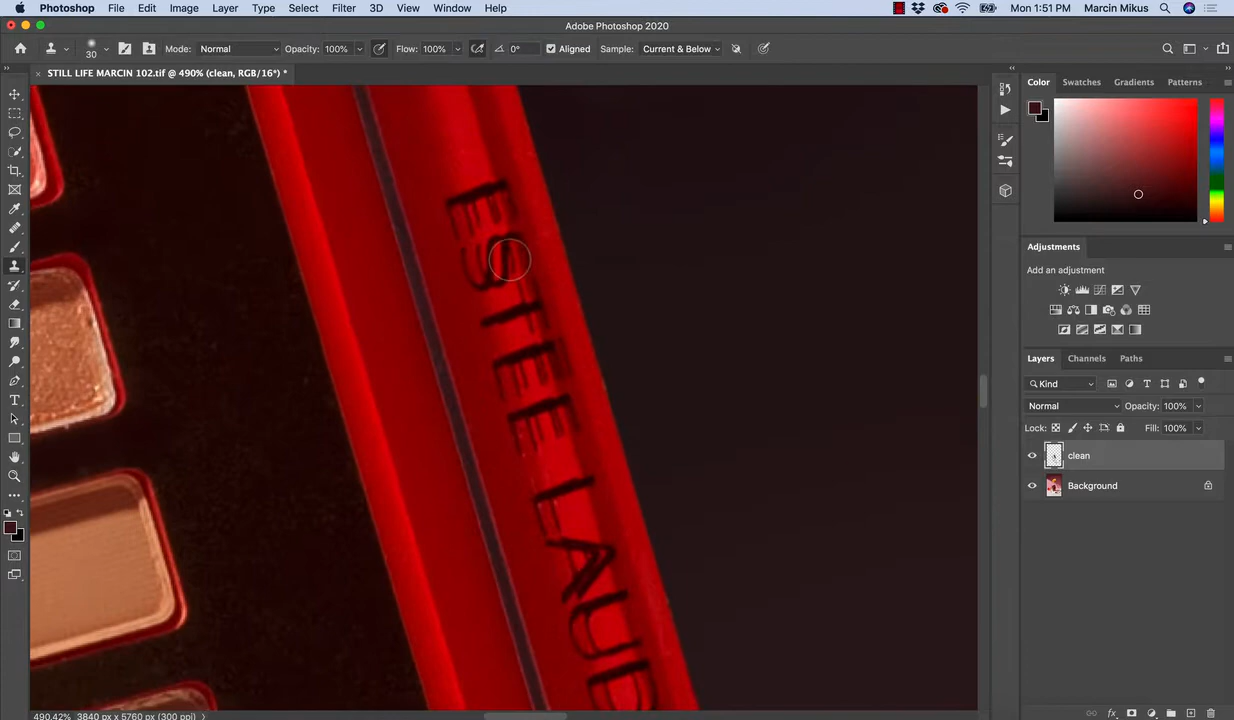 Photoshop File Edit Image Layer Type Select Filter 3D View Window Help Mon 1:51 PM Marcin Mikus
Adobe Photoshop 2020
30 Mode: Normal Opacity: 100% Flow: 100% 0° Aligned Sample: Current & Below
STILL LIFE MARCIN 102.tif @ 490% (clean, RGB/16*) *
Color Swatches Gradients Patterns
ESTEE LAUD
Adjustments
Add an adjustment
Layers Channels Paths
Kind
Normal Opacity: 100%
Lock: Fill: 100%
clean
Background
490.42% 3840 px x 5760 px (300 ppi)